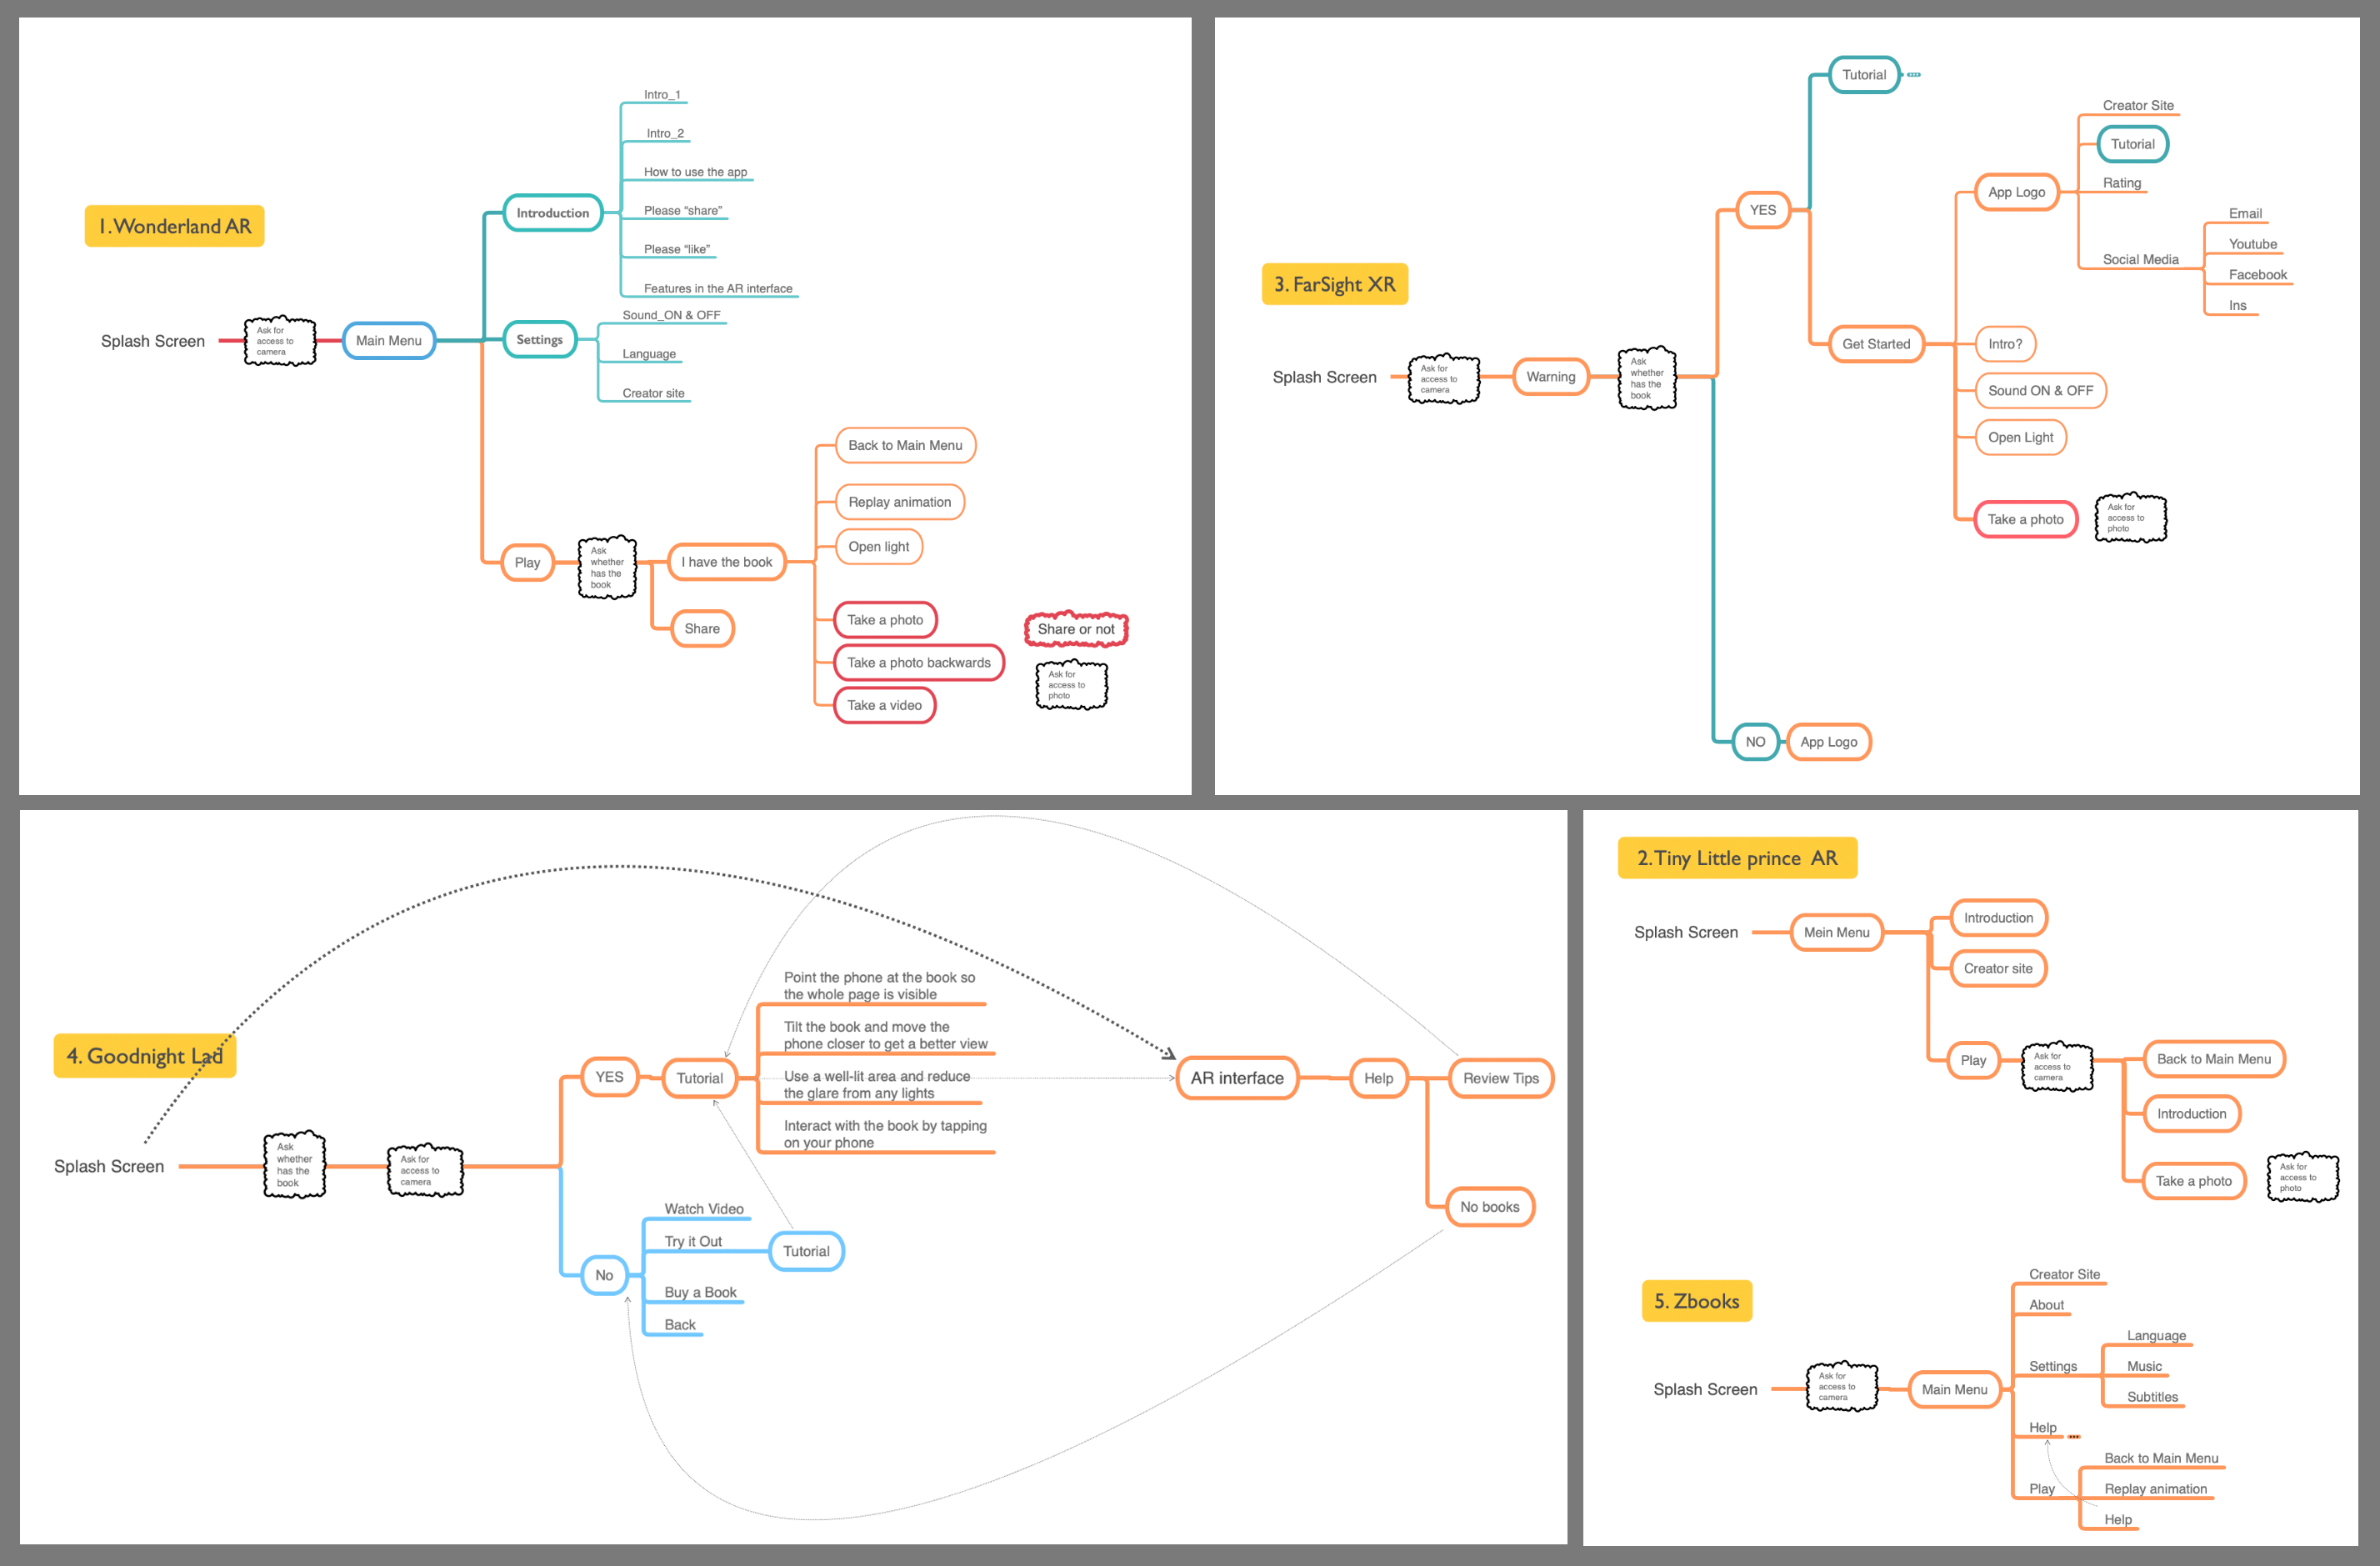 1.Wonderland AR
Splash Screen
Ask for
access to
camera
Main Menu
Introduction
Intro_1
Intro_2
How to use the app
Please “share”
Please “like”
Features in the AR interface
Settings
Sound_ON & OFF
Language
Creator site
Play
Ask
whether
has the
book
I have the book
Back to Main Menu
Replay animation
Open light
Take a photo
Take a photo backwards
Take a video
Share or not
Ask for
access to
photo
Share
3. FarSight XR
Splash Screen
Ask for
access to
camera
Warning
Ask
whether
has the
book
YES
Tutorial
Get Started
App Logo
Creator Site
Tutorial
Rating
Social Media
Email
Youtube
Facebook
Ins
Intro?
Sound ON & OFF
Open Light
Take a photo
Ask for
access to
photo
NO
App Logo
4. Goodnight Lad
Splash Screen
Ask
whether
has the
book
Ask for
access to
camera
YES
Tutorial
Point the phone at the book so
the whole page is visible
Tilt the book and move the
phone closer to get a better view
Use a well-lit area and reduce
the glare from any lights
Interact with the book by tapping
on your phone
AR interface
Help
Review Tips
No books
No
Watch Video
Try it Out
Tutorial
Buy a Book
Back
2.Tiny Little prince AR
Splash Screen
Mein Menu
Introduction
Creator site
Play
Ask for
access to
camera
Back to Main Menu
Introduction
Take a photo
Ask for
access to
photo
5. Zbooks
Splash Screen
Ask for
access to
camera
Main Menu
Creator Site
About
Settings
Language
Music
Subtitles
Help
Play
Back to Main Menu
Replay animation
Help